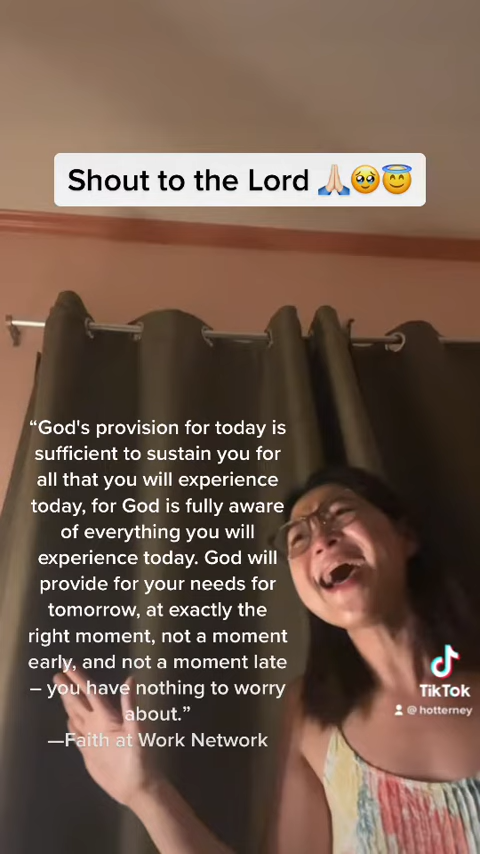 Shout to the Lord 🙏🏻🥹😇
“God's provision for today is
sufficient to sustain you for
all that you will experience
today, for God is fully aware
of everything you will
experience today. God will
provide for your needs for
tomorrow, at exactly the
right moment, not a moment
early, and not a moment late
– you have nothing to worry
about.”
—Faith at Work Network
TikTok
@hotterney